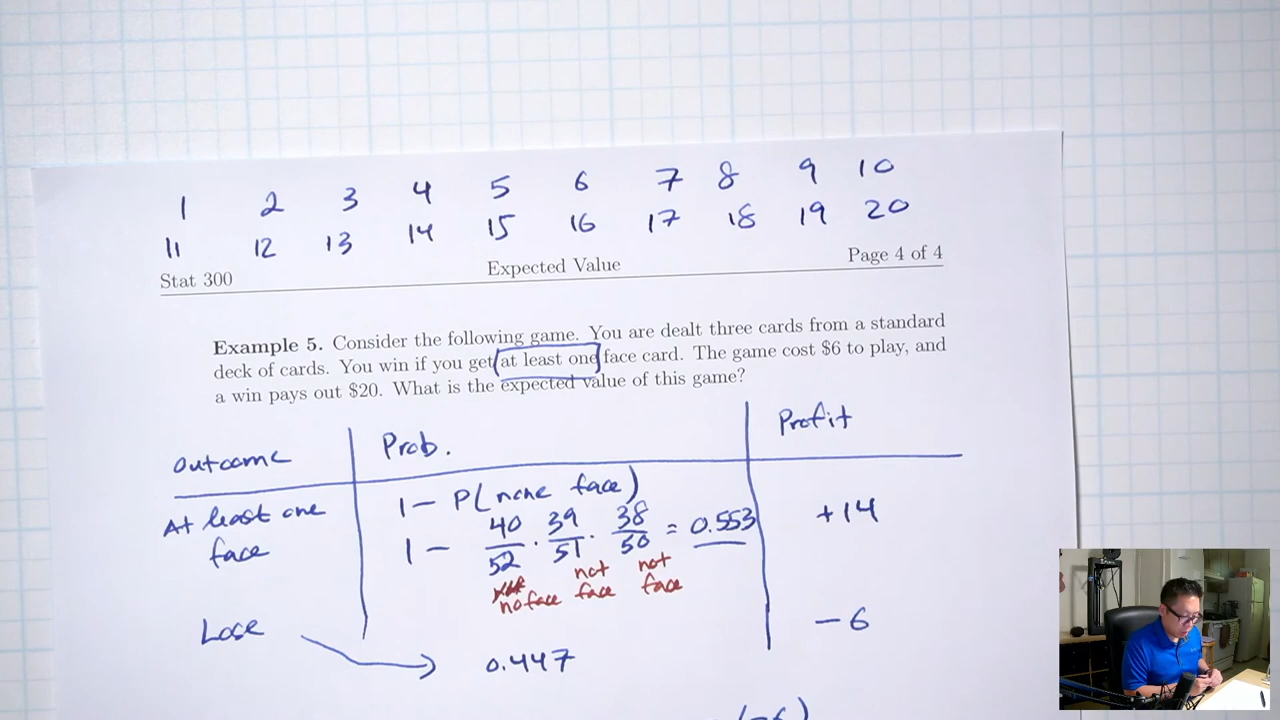 1 2 3 4 5 6 7 8 9 10
11 12 13 14 15 16 17 18 19 20
Stat 300 Expected Value Page 4 of 4
Example 5. Consider the following game. You are dealt three cards from a standard
deck of cards. You win if you get at least one face card. The game cost $6 to play, and
a win pays out $20. What is the expected value of this game?
Outcome Prob. Profit
At least one face 1 - P(none face) +14
1 - 40/52 · 39/51 · 38/50 = 0.553
no face not face not face
Lose → 0.447 -6
(-6)